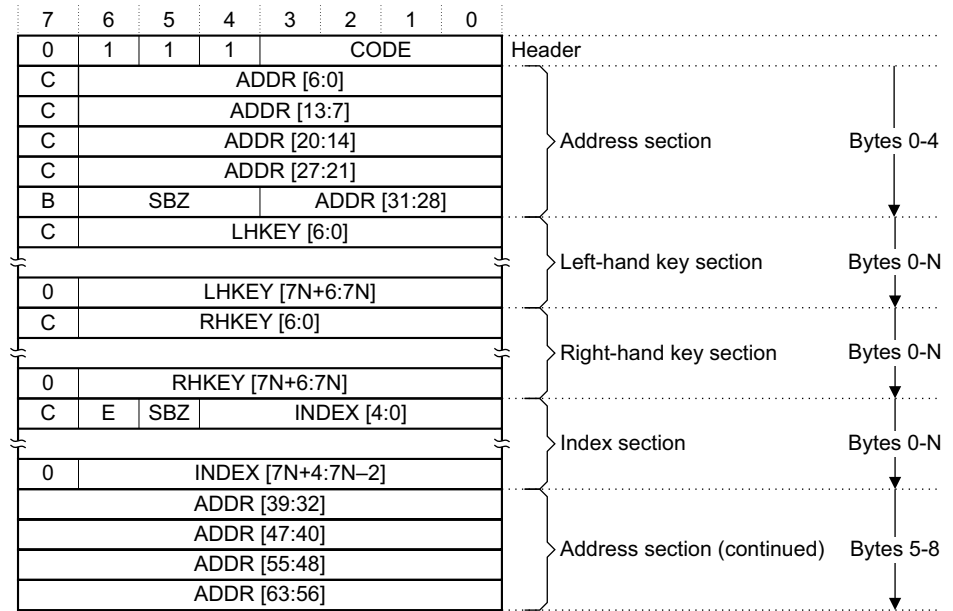 7 6 5 4 3 2 1 0
0 1 1 1 CODE Header
C ADDR [6:0]
C ADDR [13:7]
C ADDR [20:14] Address section Bytes 0-4
C ADDR [27:21]
B SBZ ADDR [31:28]
C LHKEY [6:0]
Left-hand key section Bytes 0-N
0 LHKEY [7N+6:7N]
C RHKEY [6:0]
Right-hand key section Bytes 0-N
0 RHKEY [7N+6:7N]
C E SBZ INDEX [4:0]
Index section Bytes 0-N
0 INDEX [7N+4:7N–2]
ADDR [39:32]
ADDR [47:40]
Address section (continued) Bytes 5-8
ADDR [55:48]
ADDR [63:56]